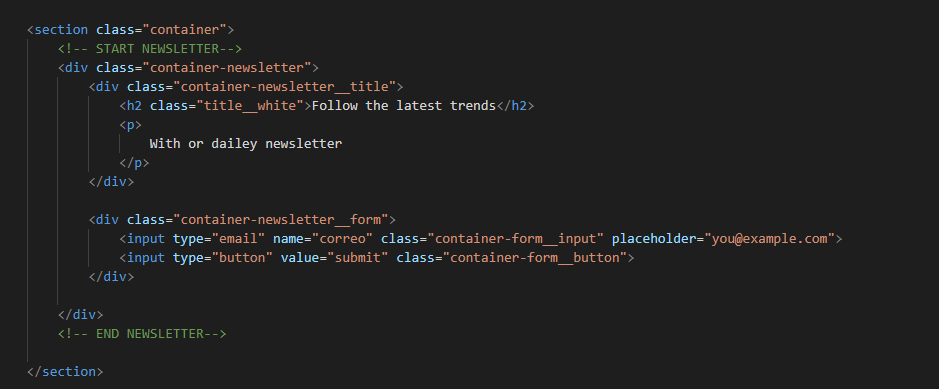 <section class="container">
<!-- START NEWSLETTER-->
<div class="container-newsletter">
<div class="container-newsletter__title">
<h2 class="title__white">Follow the latest trends</h2>
<p>
With or dailey newsletter
</p>
</div>
<div class="container-newsletter__form">
<input type="email" name="correo" class="container-form__input" placeholder="you@example.com">
<input type="button" value="submit" class="container-form__button">
</div>
</div>
<!-- END NEWSLETTER-->
</section>